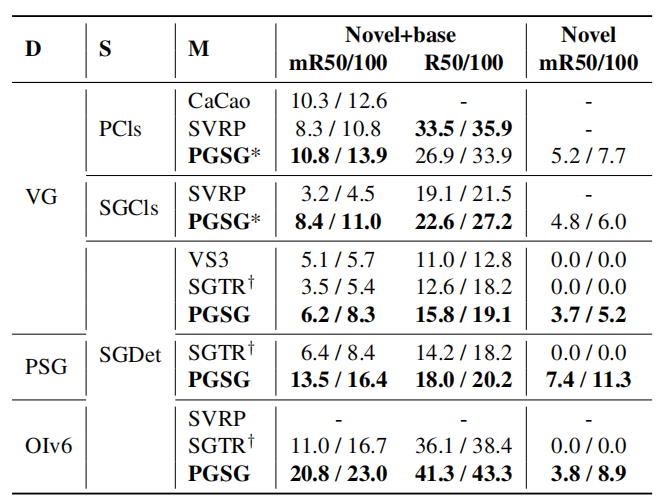 D S M Novel+base Novel
mR50/100 R50/100 mR50/100
CaCao 10.3 / 12.6 - -
PCls SVRP 8.3 / 10.8 33.5 / 35.9 -
PGSG* 10.8 / 13.9 26.9 / 33.9 5.2 / 7.7
VG
SGCls SVRP 3.2 / 4.5 19.1 / 21.5 -
PGSG* 8.4 / 11.0 22.6 / 27.2 4.8 / 6.0
VS3 5.1 / 5.7 11.0 / 12.8 0.0 / 0.0
SGTR† 3.5 / 5.4 12.6 / 18.2 0.0 / 0.0
PGSG 6.2 / 8.3 15.8 / 19.1 3.7 / 5.2
PSG SGDet SGTR† 6.4 / 8.4 14.2 / 18.2 0.0 / 0.0
PGSG 13.5 / 16.4 18.0 / 20.2 7.4 / 11.3
SVRP - - -
OIv6 SGTR† 11.0 / 16.7 36.1 / 38.4 0.0 / 0.0
PGSG 20.8 / 23.0 41.3 / 43.3 3.8 / 8.9